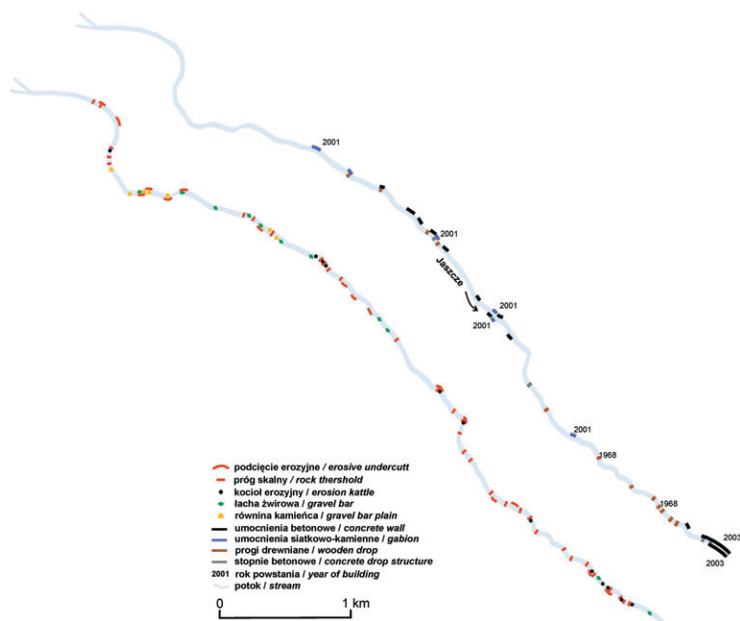 2001
2001
Jaszcze
2001
2001
2001
1968
1968
2003
2003
podcięcie erozyjne / erosive undercutt
próg skalny / rock thershold
kocioł erozyjny / erosion kattle
łacha żwirowa / gravel bar
równina kamieńca / gravel bar plain
umocnienia betonowe / concrete wall
umocnienia siatkowo-kamienne / gabion
progi drewniane / wooden drop
stopnie betonowe / concrete drop structure
2001 rok powstania / year of building
potok / stream
0 1 km